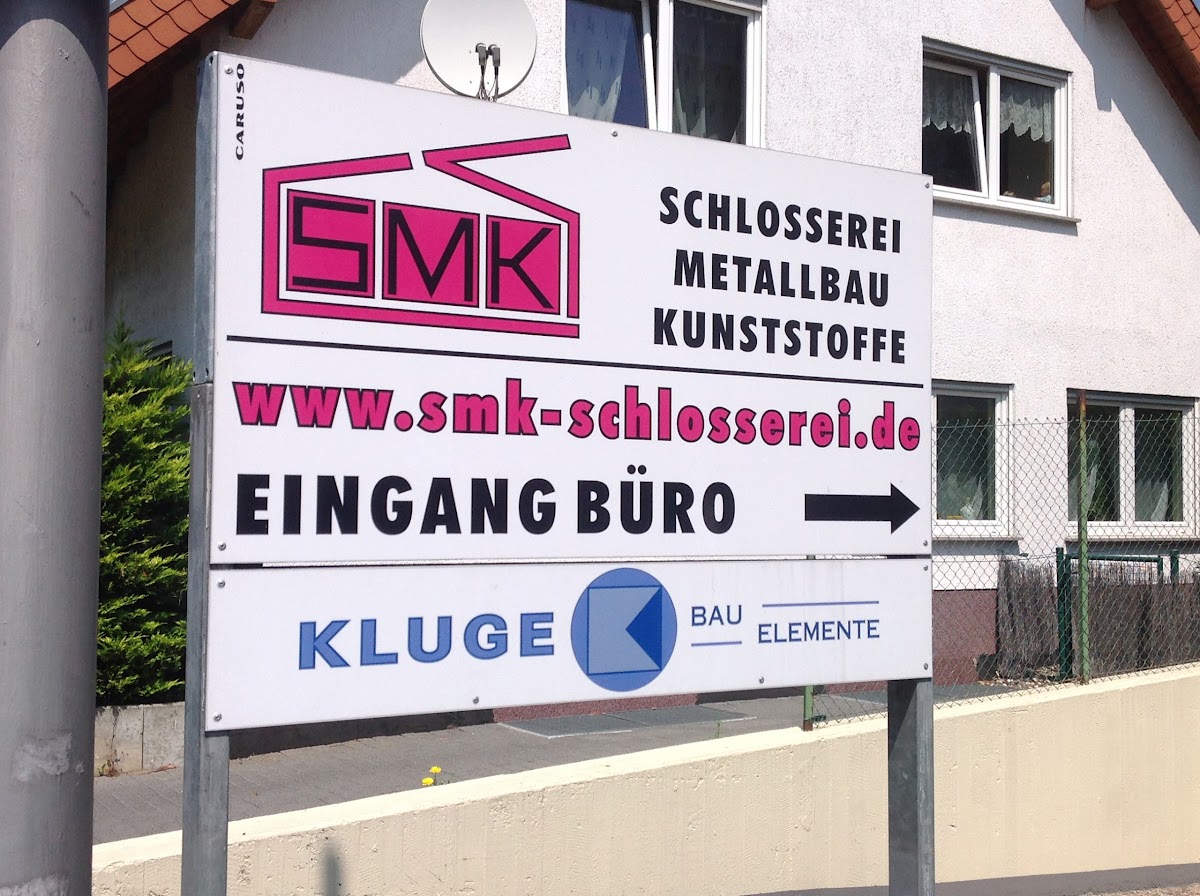 CARUSO
SMK
SCHLOSSEREI
METALLBAU
KUNSTSTOFFE
www.smk-schlosserei.de
EINGANG BÜRO
KLUGE
BAU
ELEMENTE